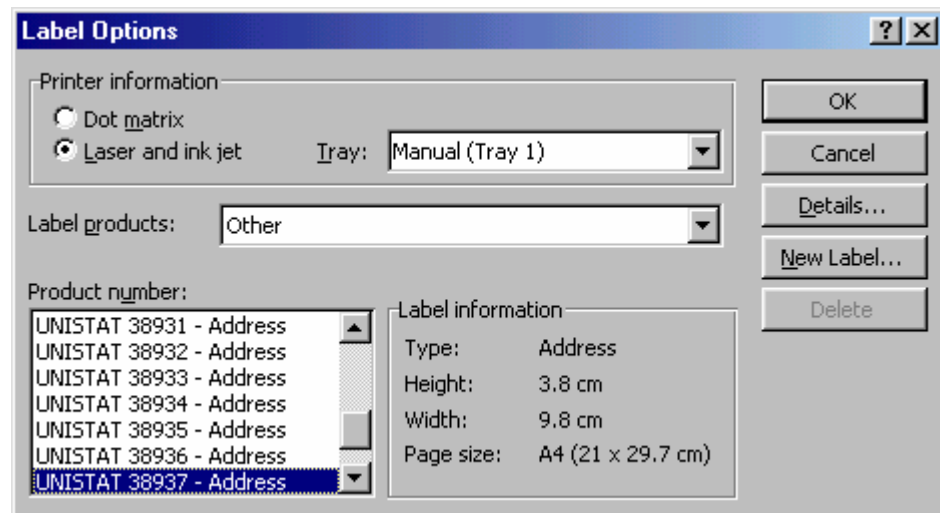 Label Options
Printer information
Dot matrix
Laser and ink jet
Tray:
Manual (Tray 1)
OK
Cancel
Details...
New Label...
Delete
Label products:
Other
Product number:
UNISTAT 38931 - Address
UNISTAT 38932 - Address
UNISTAT 38933 - Address
UNISTAT 38934 - Address
UNISTAT 38935 - Address
UNISTAT 38936 - Address
UNISTAT 38937 - Address
Label information
Type: Address
Height: 3.8 cm
Width: 9.8 cm
Page size: A4 (21 x 29.7 cm)